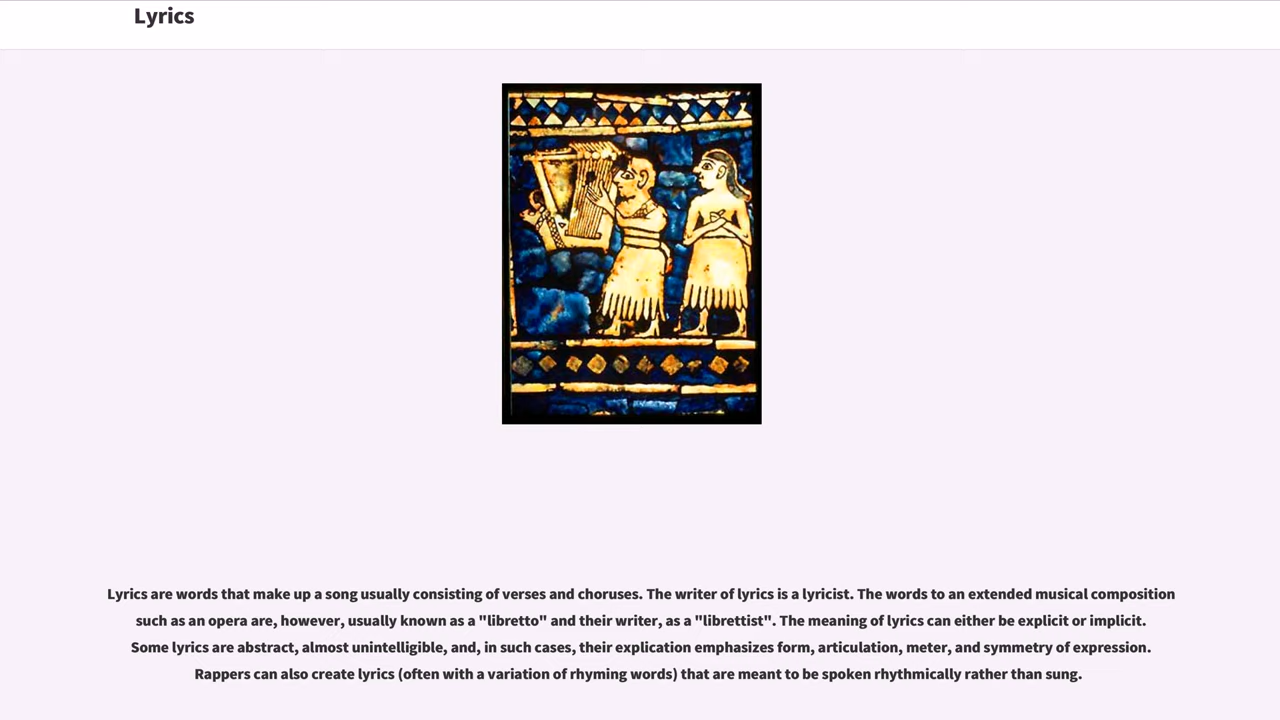 Lyrics
Lyrics are words that make up a song usually consisting of verses and choruses. The writer of lyrics is a lyricist. The words to an extended musical composition
such as an opera are, however, usually known as a "libretto" and their writer, as a "librettist". The meaning of lyrics can either be explicit or implicit.
Some lyrics are abstract, almost unintelligible, and, in such cases, their explication emphasizes form, articulation, meter, and symmetry of expression.
Rappers can also create lyrics (often with a variation of rhyming words) that are meant to be spoken rhythmically rather than sung.